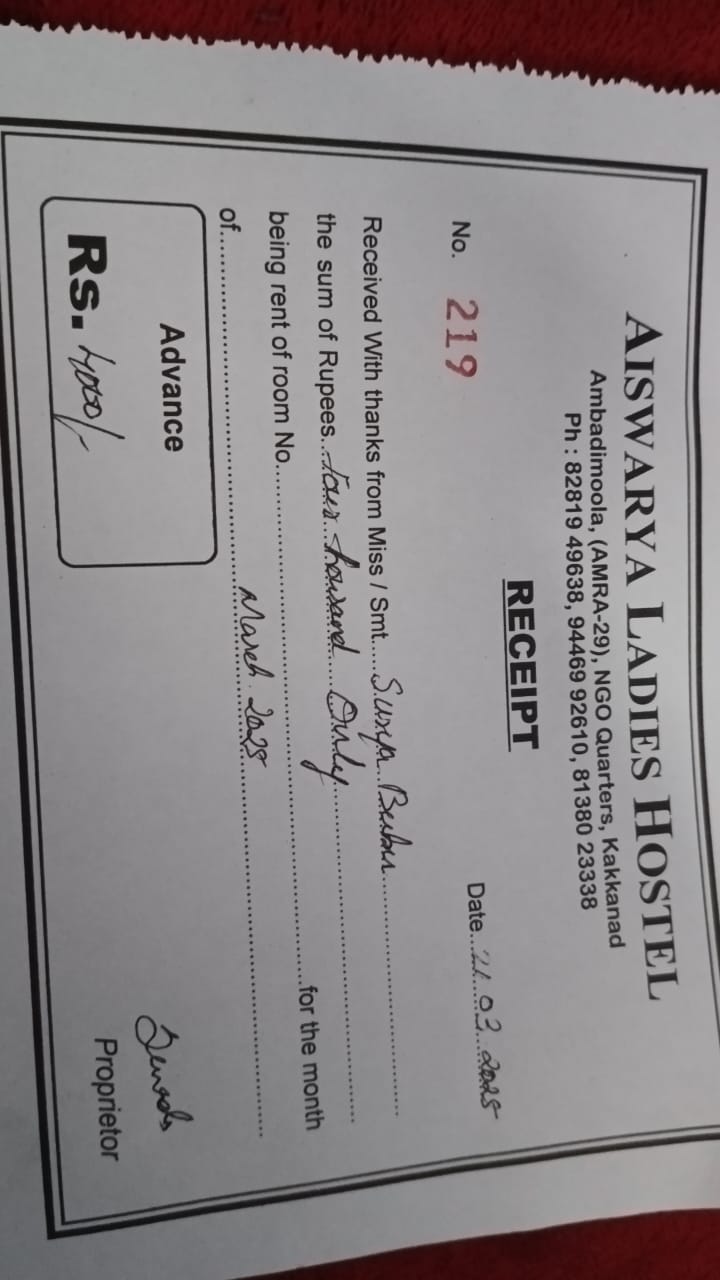 AISWARYA LADIES HOSTEL
Ambadimoola, (AMRA-29), NGO Quarters, Kakkanad
Ph : 82819 49638, 94469 92610, 81380 23338
RECEIPT
No. 219 Date...21.03.2025
Received With thanks from Miss / Smt.....Surya Babu..........
the sum of Rupees...four thousand Only..........
being rent of room No..........for the month
of..........March 2025..........
Advance
Rs. 4000/-
Proprietor